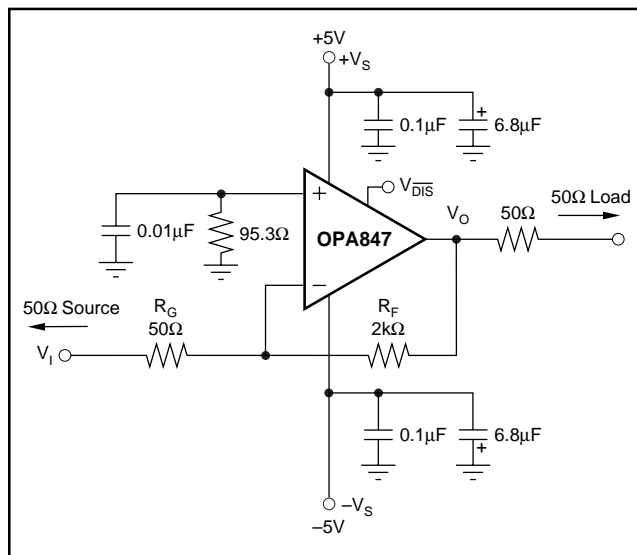 +5V
+V_S
0.1μF
6.8μF
+
+
V_DIS̅
V_O
50Ω
50Ω Load
OPA847
0.01μF
95.3Ω
−
50Ω Source
R_G
50Ω
R_F
2kΩ
V_I
0.1μF
6.8μF
+
−V_S
−5V